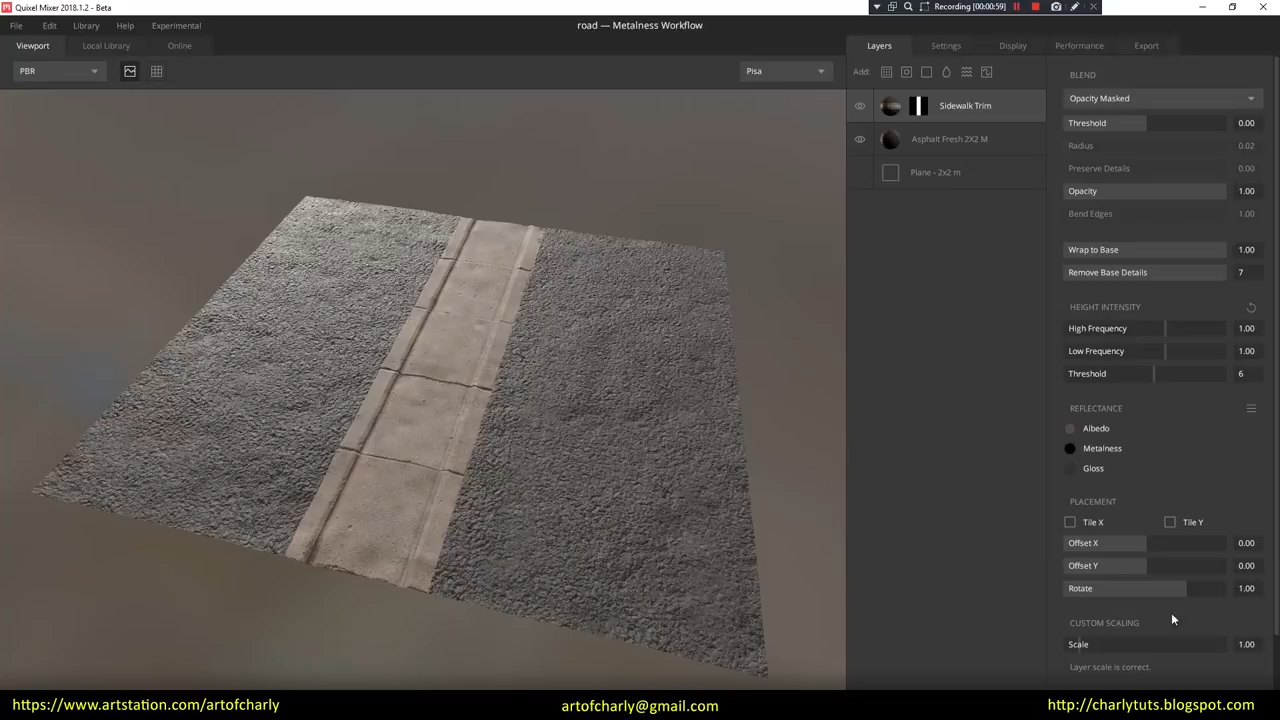 Quixel Mixer 2018.1.2 - Beta
Recording [00:00:59]
File Edit Library Help Experimental
road — Metalness Workflow
Viewport Local Library Online
Layers Settings Display Performance Export
PBR
Pisa
Add:
Sidewalk Trim
Asphalt Fresh 2X2 M
Plane - 2x2 m
BLEND
Opacity Masked
Threshold 0.00
Radius 0.02
Preserve Details 0.00
Opacity 1.00
Bend Edges 1.00
Wrap to Base 1.00
Remove Base Details 7
HEIGHT INTENSITY
High Frequency 1.00
Low Frequency 1.00
Threshold 6
REFLECTANCE
Albedo
Metalness
Gloss
PLACEMENT
Tile X Tile Y
Offset X 0.00
Offset Y 0.00
Rotate 1.00
CUSTOM SCALING
Scale 1.00
Layer scale is correct.
https://www.artstation.com/artofcharly
artofcharly@gmail.com
http://charlytuts.blogspot.com